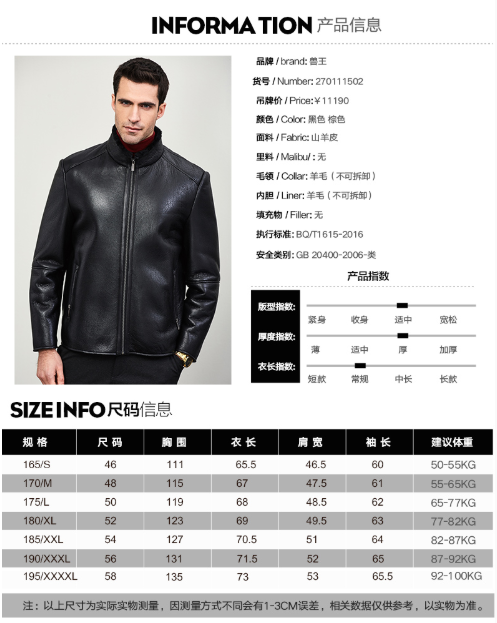 INFORMATION 产品信息
品牌 / brand: 兽王
货号 / Number: 270111502
吊牌价 / Price:￥11190
颜色 / Color: 黑色 棕色
面料 / Fabric: 山羊皮
里料 / Malibu/ : 无
毛领 / Collar: 羊毛（不可拆卸）
内胆 / Liner: 羊毛（不可拆卸）
填充物 / Filler: 无
执行标准: BQ/T1615-2016
安全类别: GB 20400-2006-类
产品指数
版型指数:
紧身 收身 适中 宽松
厚度指数:
薄 适中 厚 加厚
衣长指数:
短款 常规 中长 长款
SIZE INFO 尺码信息
规 格 尺 码 胸 围 衣 长 肩 宽 袖 长 建议体重
165/S 46 111 65.5 46.5 60 50-55KG
170/M 48 115 67 47.5 61 55-65KG
175/L 50 119 68 48.5 62 65-77KG
180/XL 52 123 69 49.5 63 77-82KG
185/XXL 54 127 70.5 51 64 82-87KG
190/XXXL 56 131 71.5 52 65 87-92KG
195/XXXXL 58 135 73 53 65.5 92-100KG
注：以上尺寸为实际实物测量，因测量方式不同会有1-3CM误差，相关数据仅供参考，以实物为准。